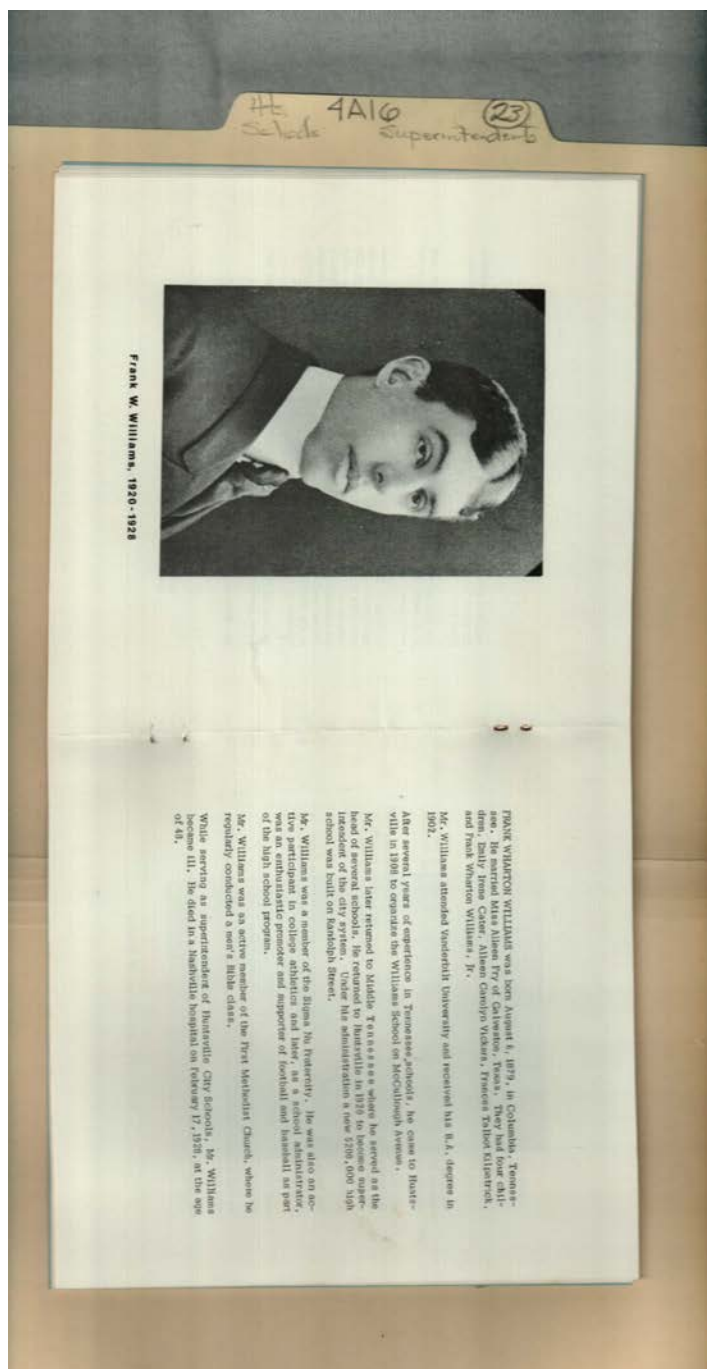 Ht. 4A16 23
Schools Superintendents
Frank W. Williams, 1920-1928
FRANK WHARTON WILLIAMS was born August 6, 1879, in Columbia, Tennes-
see. He married Miss Aileen Fry of Galveston, Texas. They had four chil-
dren, Emily Irene Cater, Aileen Carolyn Vickers, Frances Talbot Kilpatrick,
and Frank Wharton Williams, Jr.
Mr. Williams attended Vanderbilt University and received his B.A. degree in
1902.
After several years of experience in Tennessee schools, he came to Hunts-
ville in 1908 to organize the Williams School on McCullough Avenue.
Mr. Williams later returned to Middle Tennessee where he served as the
head of several schools. He returned to Huntsville in 1920 to become super-
intendent of the city system. Under his administration a new $200,000 high
school was built on Randolph Street.
Mr. Williams was a member of the Sigma Nu Fraternity. He was also an ac-
tive participant in college athletics and later, as a school administrator,
was an enthusiastic promoter and supporter of football and baseball as part
of the high school program.
Mr. Williams was an active member of the First Methodist Church, where he
regularly conducted a men's Bible class.
While serving as superintendent of Huntsville City Schools, Mr. Williams
became ill. He died in a Nashville hospital on February 17, 1928, at the age
of 48.